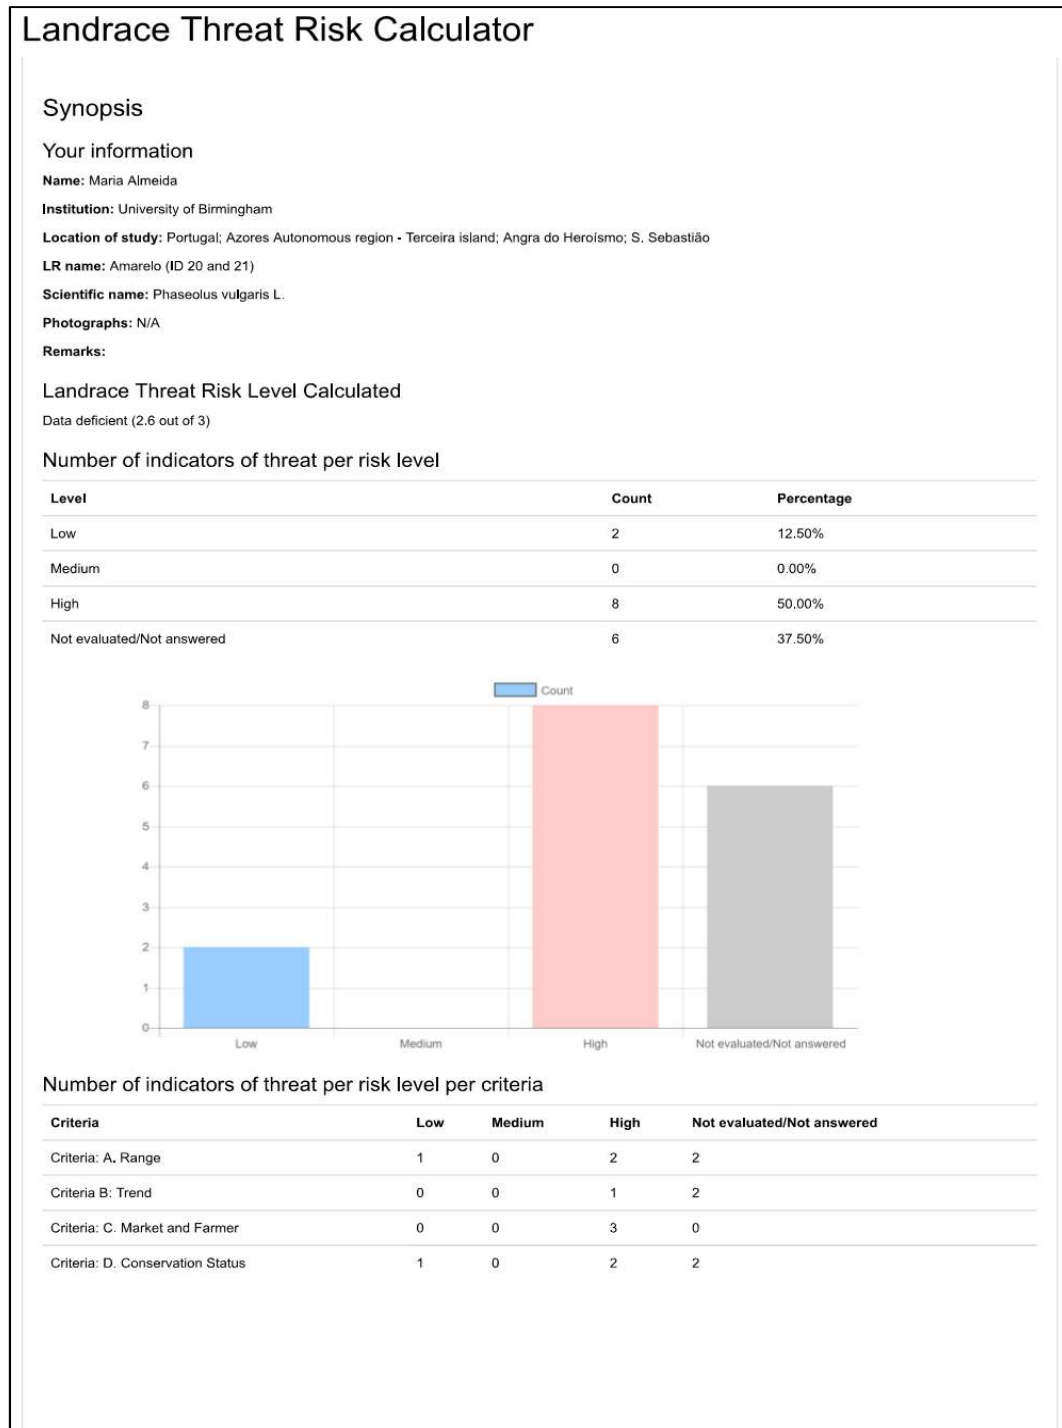 Landrace Threat Risk Calculator
Synopsis
Your information
Name: Maria Almeida
Institution: University of Birmingham
Location of study: Portugal; Azores Autonomous region - Terceira island; Angra do Heroísmo; S. Sebastião
LR name: Amarelo (ID 20 and 21)
Scientific name: Phaseolus vulgaris L.
Photographs: N/A
Remarks:
Landrace Threat Risk Level Calculated
Data deficient (2.6 out of 3)
Number of indicators of threat per risk level
Level Count Percentage
Low 2 12.50%
Medium 0 0.00%
High 8 50.00%
Not evaluated/Not answered 6 37.50%
Count
8
7
6
5
4
3
2
1
0
Low Medium High Not evaluated/Not answered
Number of indicators of threat per risk level per criteria
Criteria Low Medium High Not evaluated/Not answered
Criteria: A. Range 1 0 2 2
Criteria B: Trend 0 0 1 2
Criteria: C. Market and Farmer 0 0 3 0
Criteria: D. Conservation Status 1 0 2 2